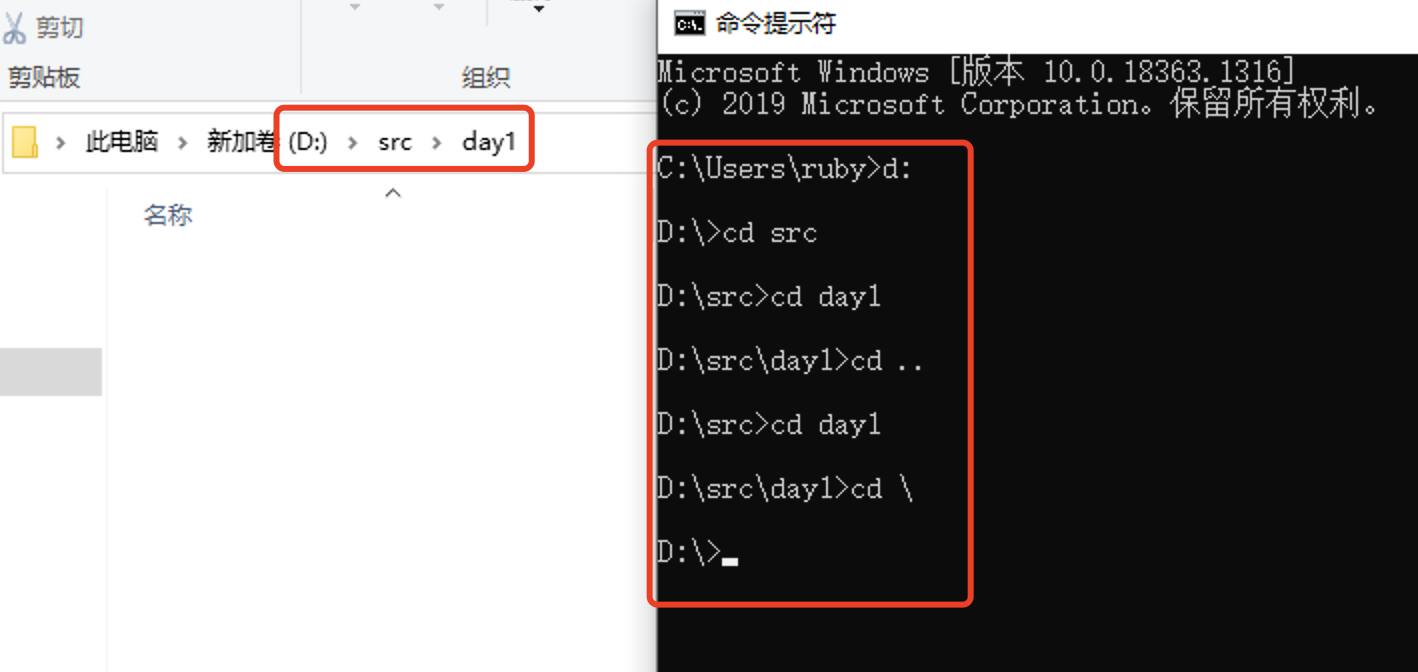 剪切
剪贴板
组织
此电脑 > 新加卷 (D:) > src > day1
名称
命令提示符
Microsoft Windows [版本 10.0.18363.1316]
(c) 2019 Microsoft Corporation。保留所有权利。
C:\Users\ruby>d:
D:\>cd src
D:\src>cd day1
D:\src\day1>cd ..
D:\src>cd day1
D:\src\day1>cd \
D:\>